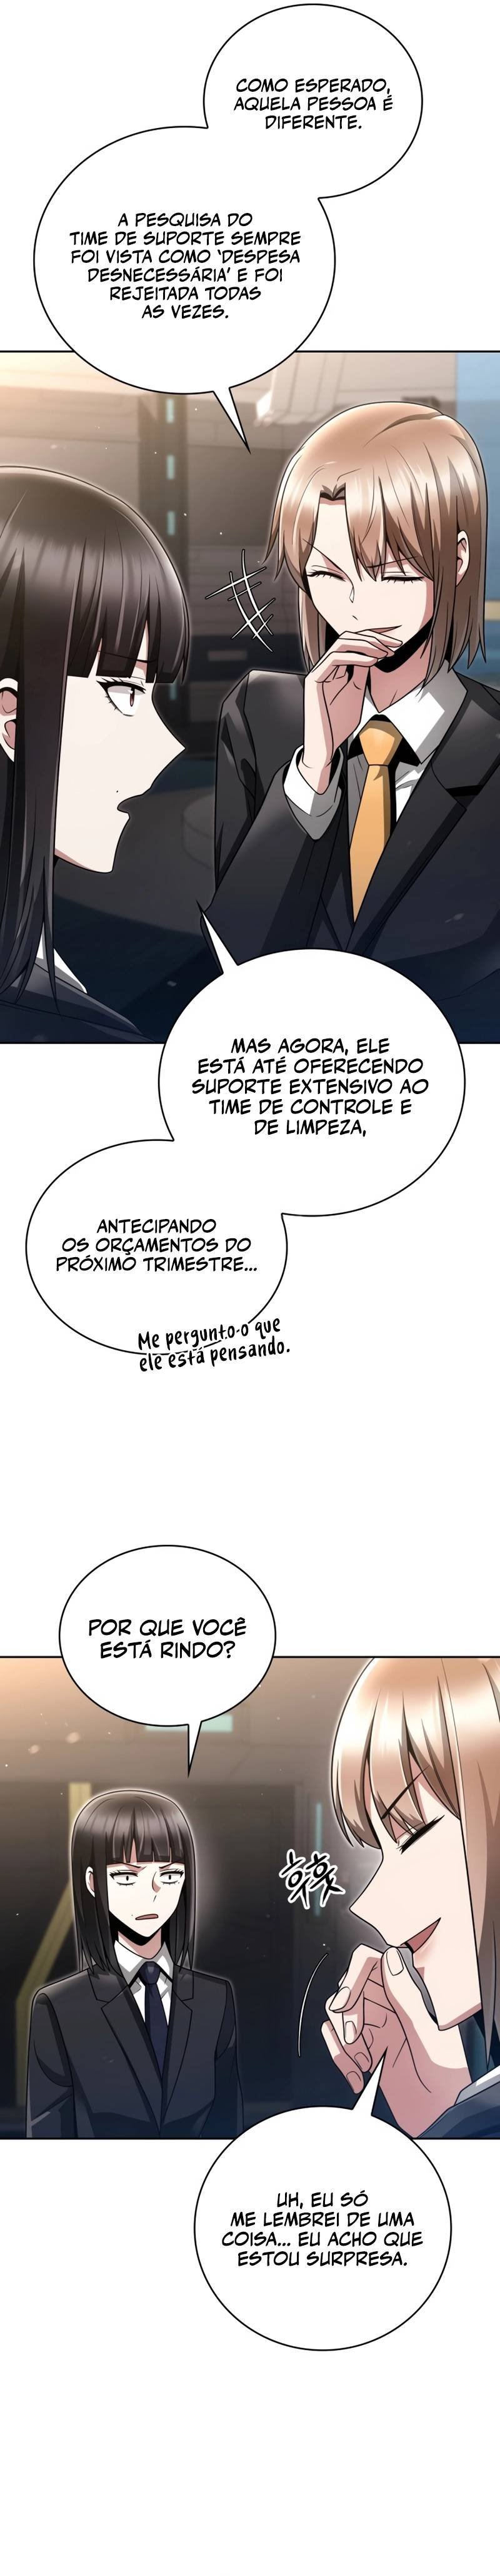 COMO ESPERADO,
AQUELA PESSOA É
DIFERENTE.
A PESQUISA DO
TIME DE SUPORTE SEMPRE
FOI VISTA COMO 'DESPESA
DESNECESSÁRIA' E FOI
REJEITADA TODAS
AS VEZES.
MAS AGORA, ELE
ESTÁ ATÉ OFERECENDO
SUPORTE EXTENSIVO AO
TIME DE CONTROLE E
DE LIMPEZA,
ANTECIPANDO
OS ORÇAMENTOS DO
PRÓXIMO TRIMESTRE...
Me pergunto o que
ele está pensando.
POR QUE VOCÊ
ESTÁ RINDO?
UH, EU SÓ
ME LEMBREI DE UMA
COISA... EU ACHO QUE
ESTOU SURPRESA.